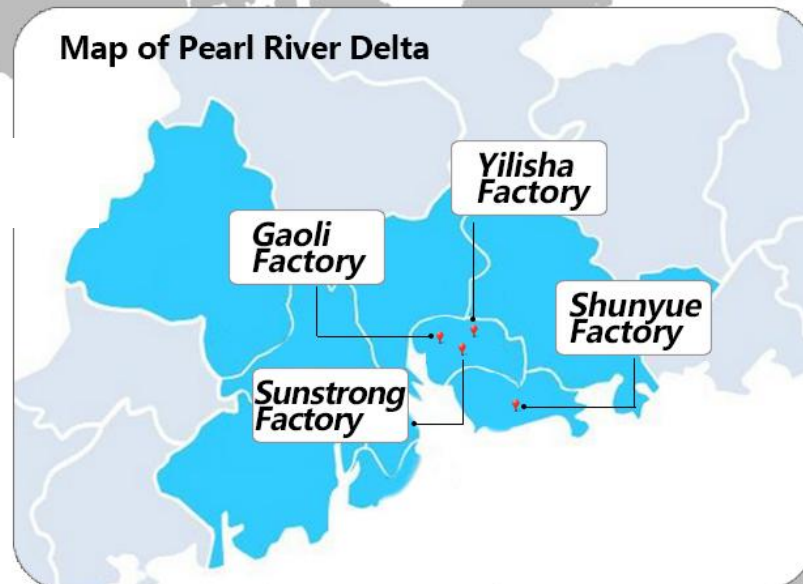 Map of Pearl River Delta
Yilisha
Factory
Gaoli
Factory
Shunyue
Factory
Sunstrong
Factory